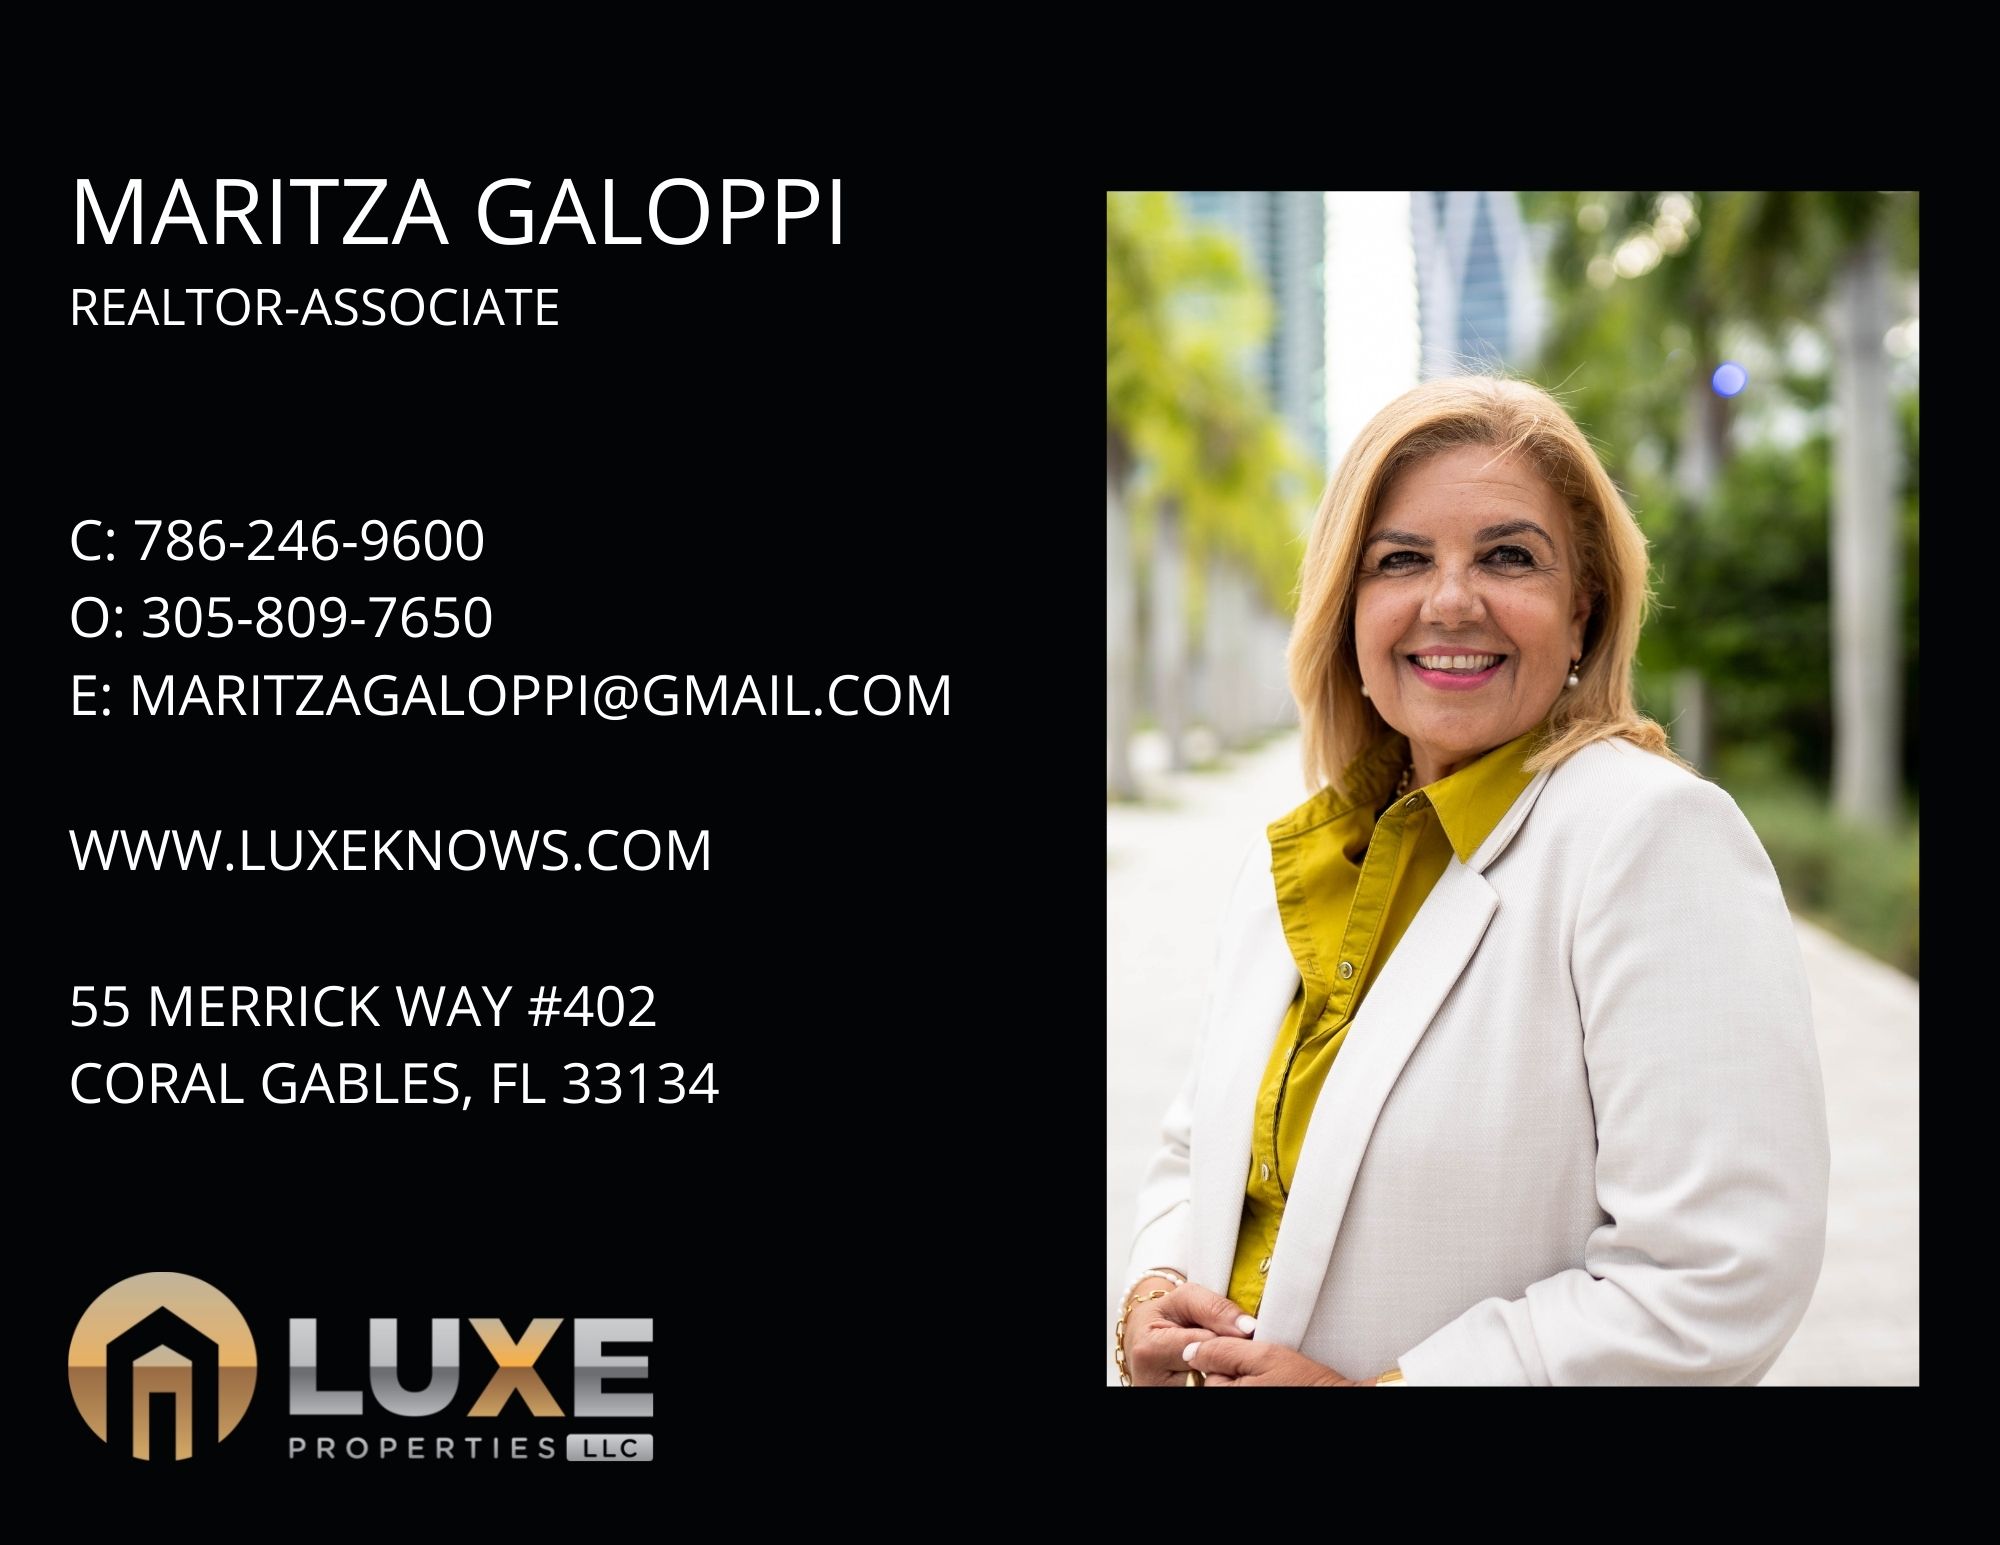 MARITZA GALOPPI
REALTOR-ASSOCIATE
C: 786-246-9600
O: 305-809-7650
E: MARITZAGALOPPI@GMAIL.COM
WWW.LUXEKNOWS.COM
55 MERRICK WAY #402
CORAL GABLES, FL 33134
LUXE
PROPERTIES LLC